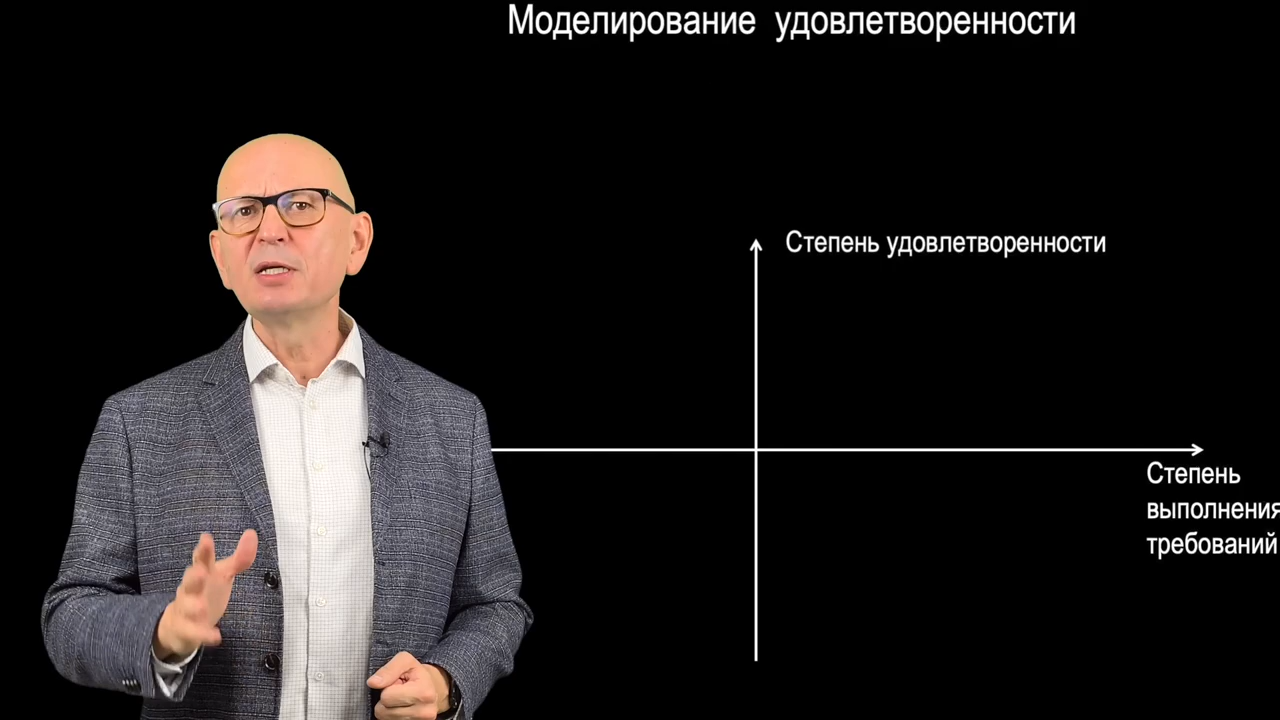 Моделирование удовлетворенности
Степень удовлетворенности
Степень
выполнения
требований